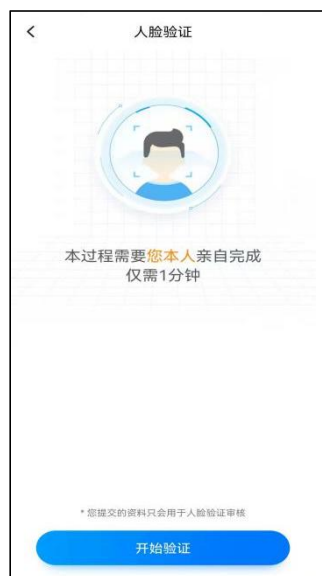 人脸验证
本过程需要您本人亲自完成
仅需1分钟
* 您提交的资料只会用于人脸验证审核
开始验证